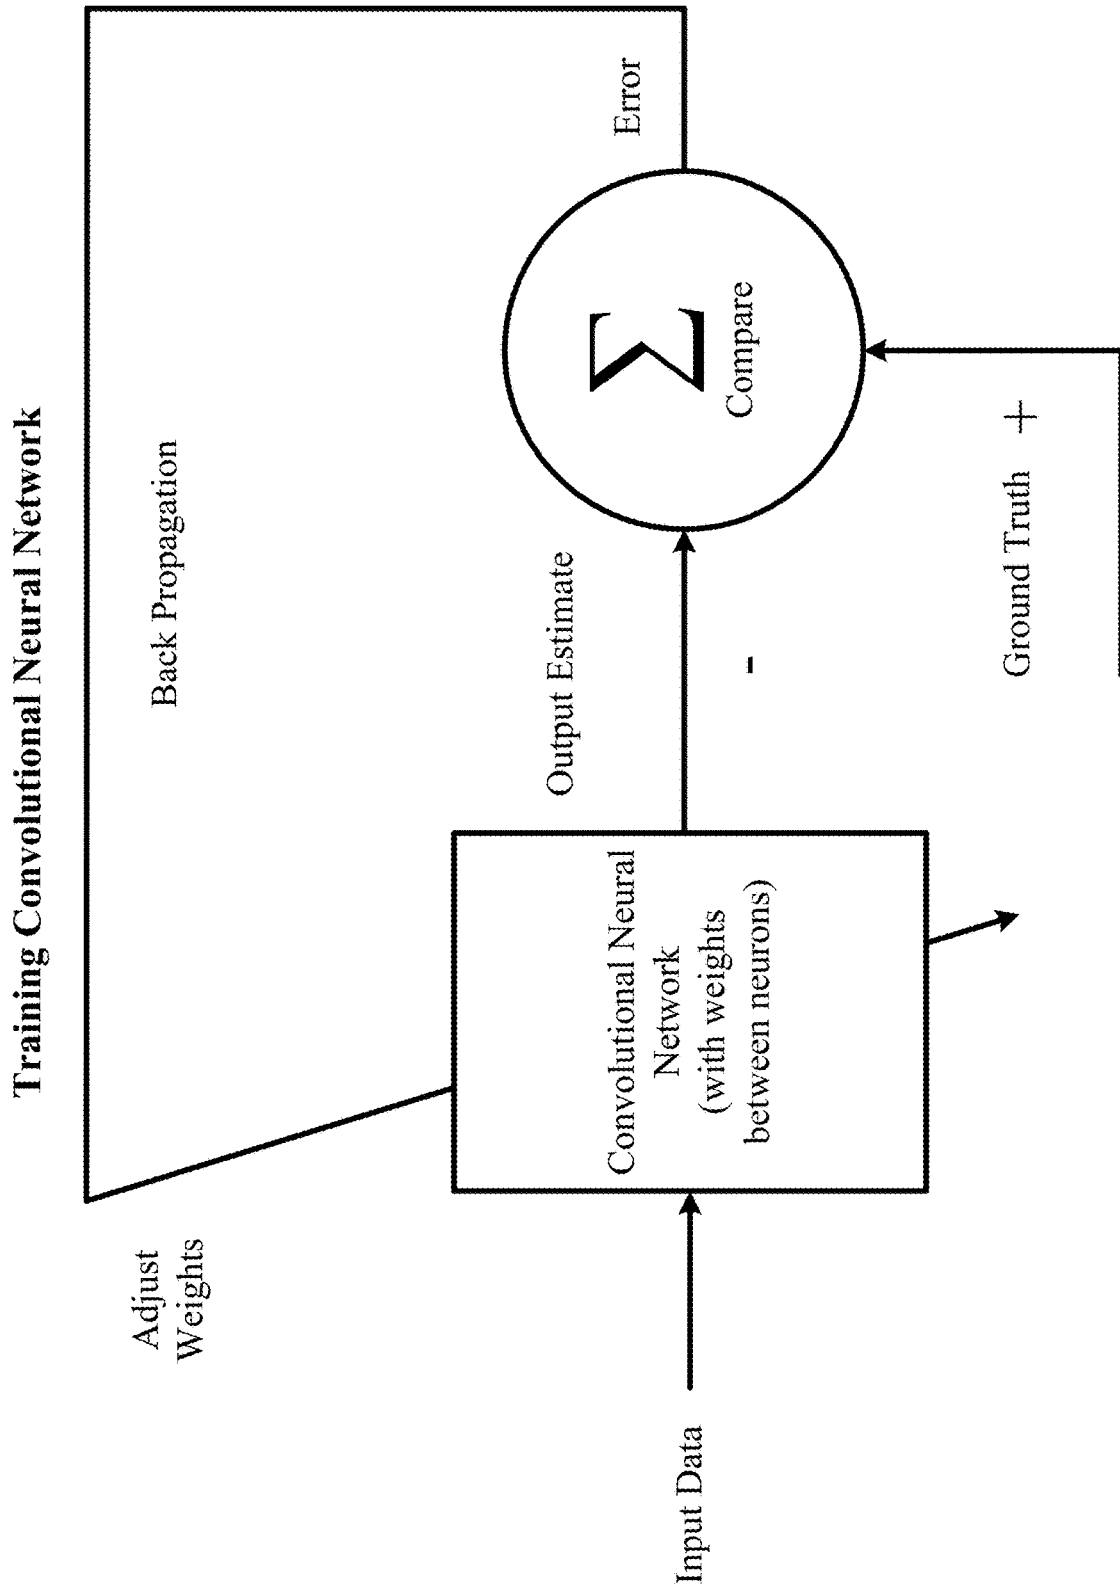 Training Convolutional Neural Network
Back Propagation
Adjust
Weights
Error
Output Estimate
Input Data
Convolutional Neural
Network
(with weights
between neurons)
Σ
Compare
-
Ground Truth +